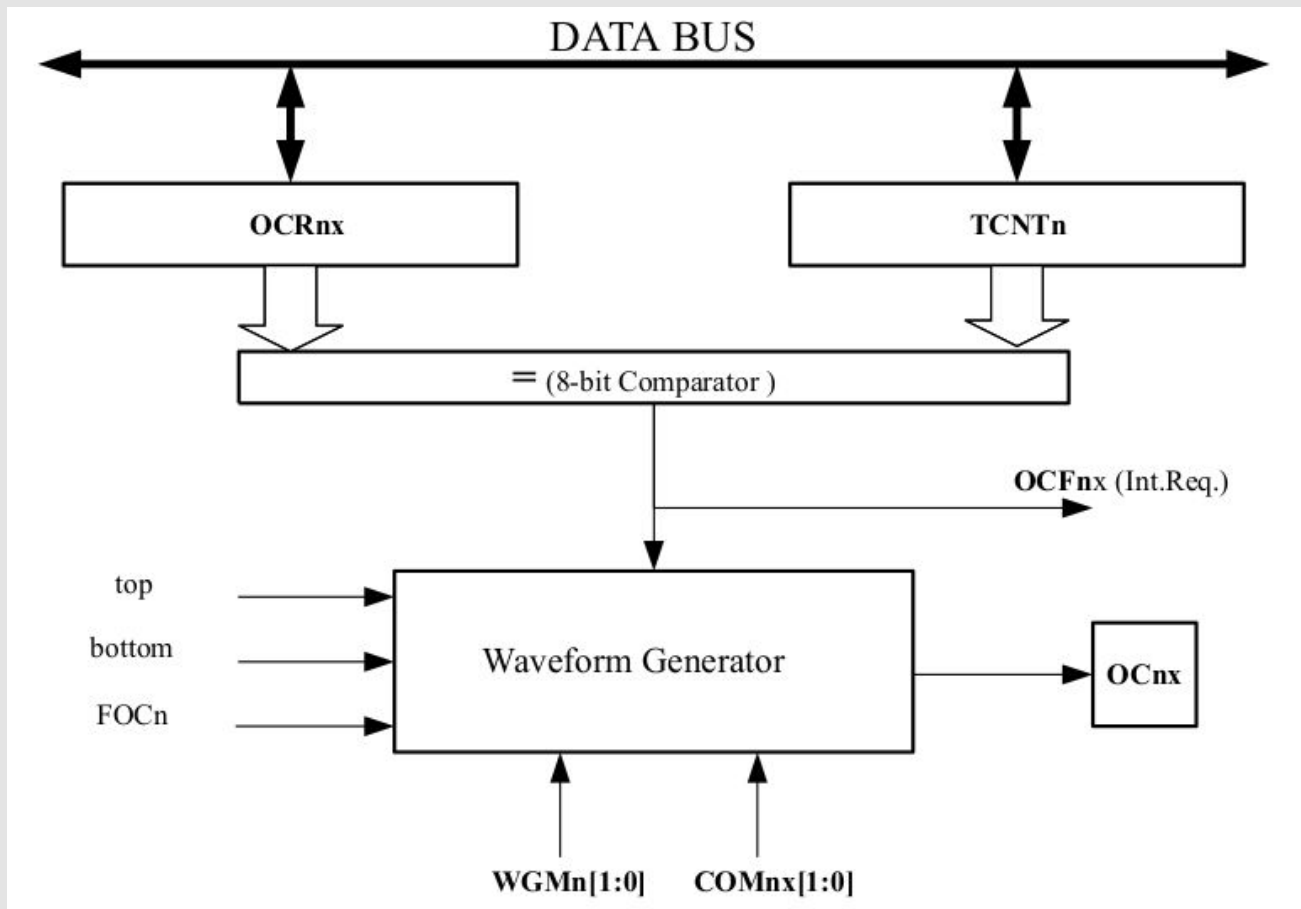 DATA BUS
OCRnx
TCNTn
= (8-bit Comparator )
OCFnx (Int.Req.)
top
bottom
FOCn
Waveform Generator
OCnx
WGMn[1:0]
COMnx[1:0]